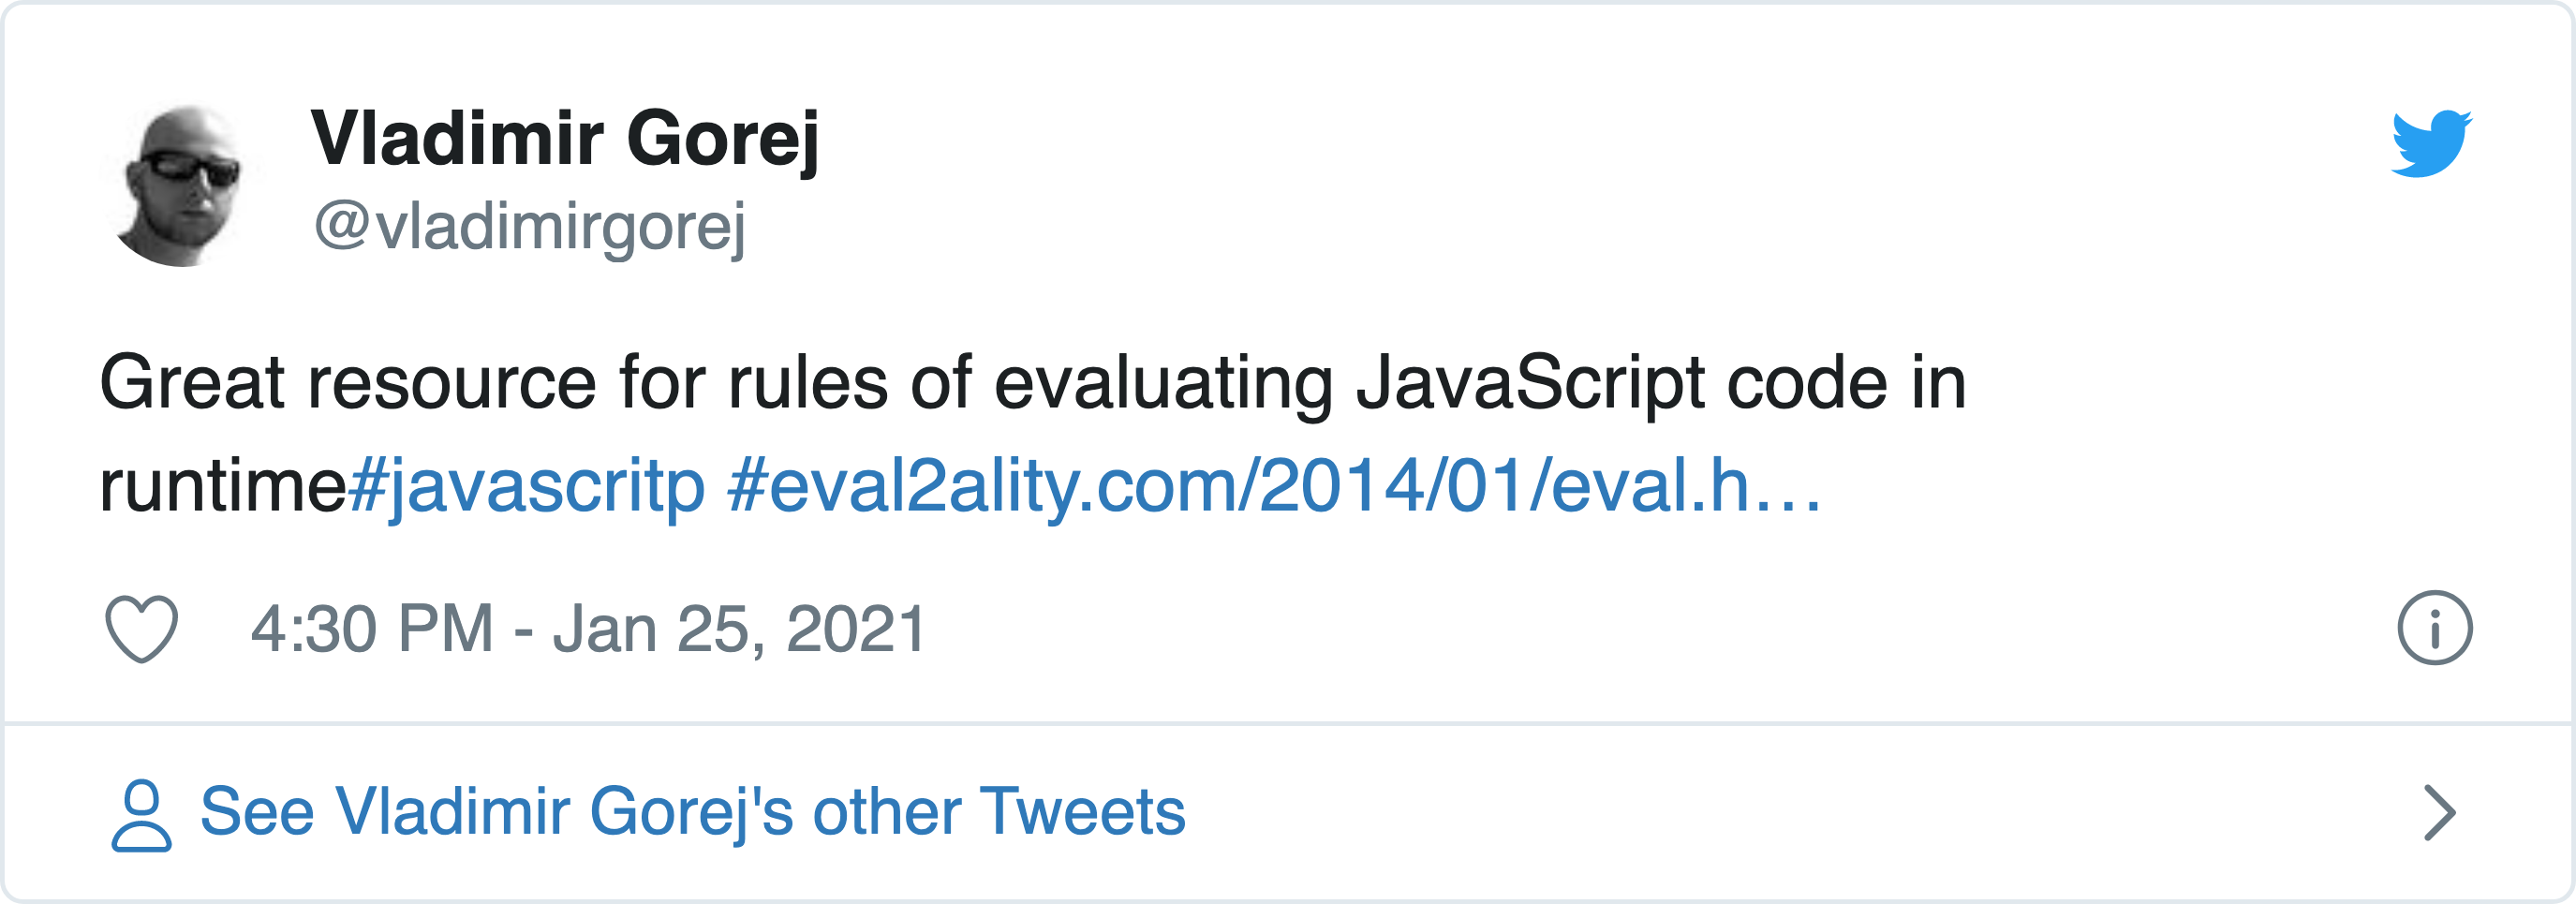 Vladimir Gorej
@vladimirgorej
Great resource for rules of evaluating JavaScript code in
runtime#javascritp #eval2ality.com/2014/01/eval.h…
4:30 PM - Jan 25, 2021
See Vladimir Gorej's other Tweets